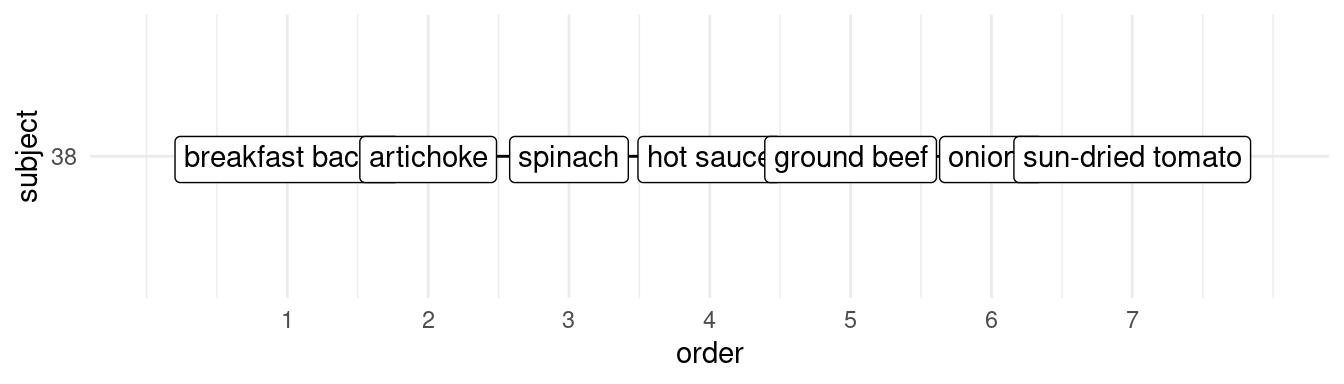 subject
38
breakfast bac
artichoke
spinach
hot sauce
ground beef
onion
sun-dried tomato
1 2 3 4 5 6 7
order